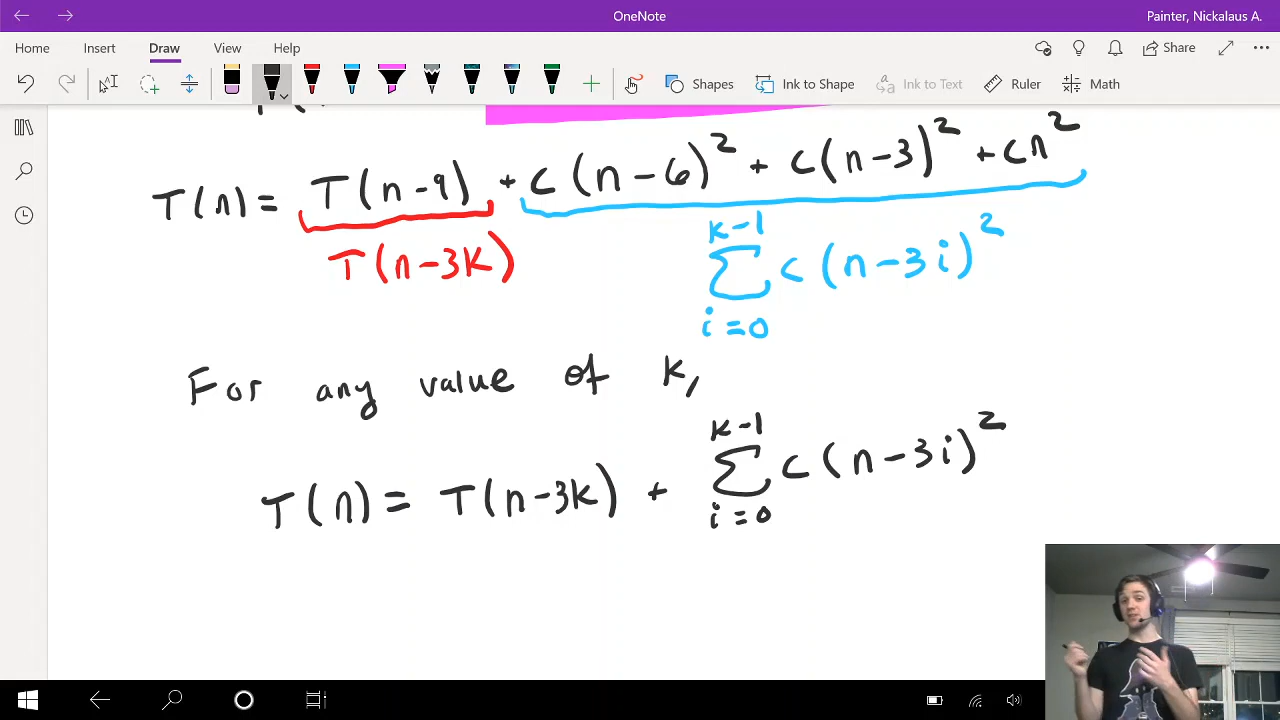 OneNote
Painter, Nickalaus A.
Home Insert Draw View Help Share
Shapes Ink to Shape Ink to Text Ruler Math
T(n) = T(n-9) + c(n-6)² + c(n-3)² + cn²
T(n-3k)
k-1
∑ c(n-3i)²
i=0
For any value of k,
k-1
T(n) = T(n-3k) + ∑ c(n-3i)²
i=0